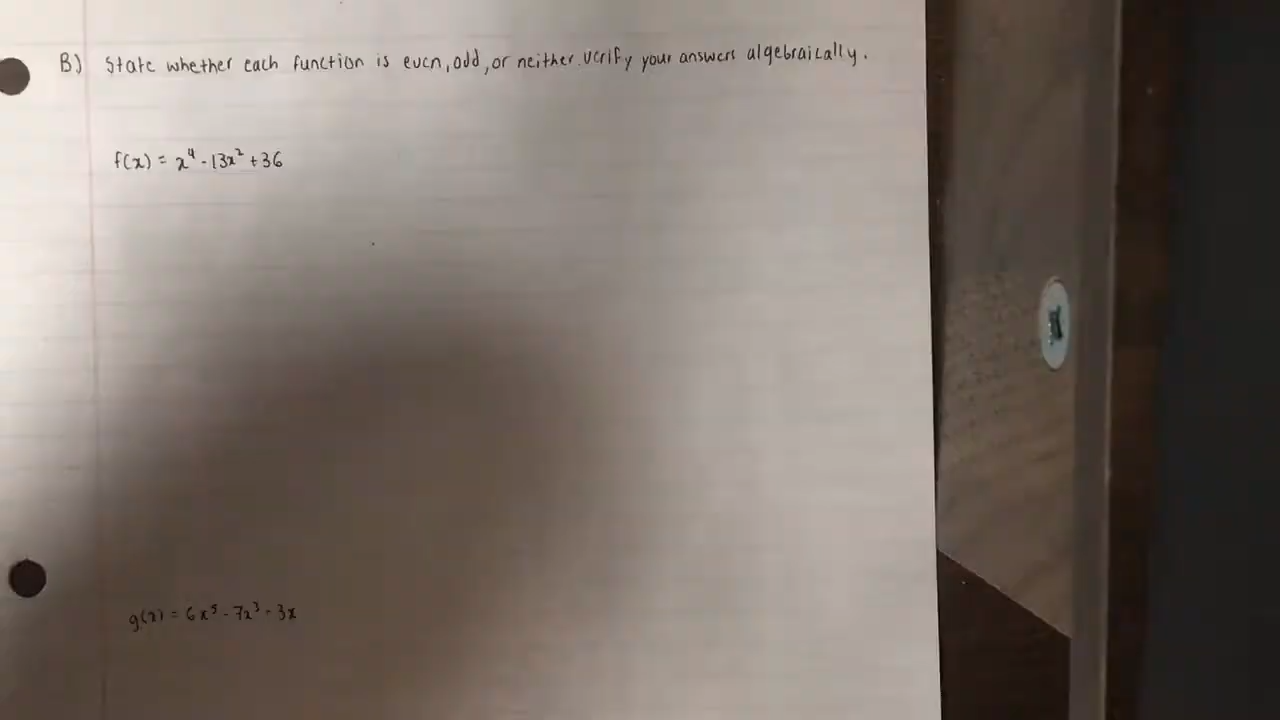 B) State whether each function is even, odd, or neither. Verify your answers algebraically.
f(x) = x⁴ - 13x² + 36
g(x) = 6x⁵ - 7x³ - 3x